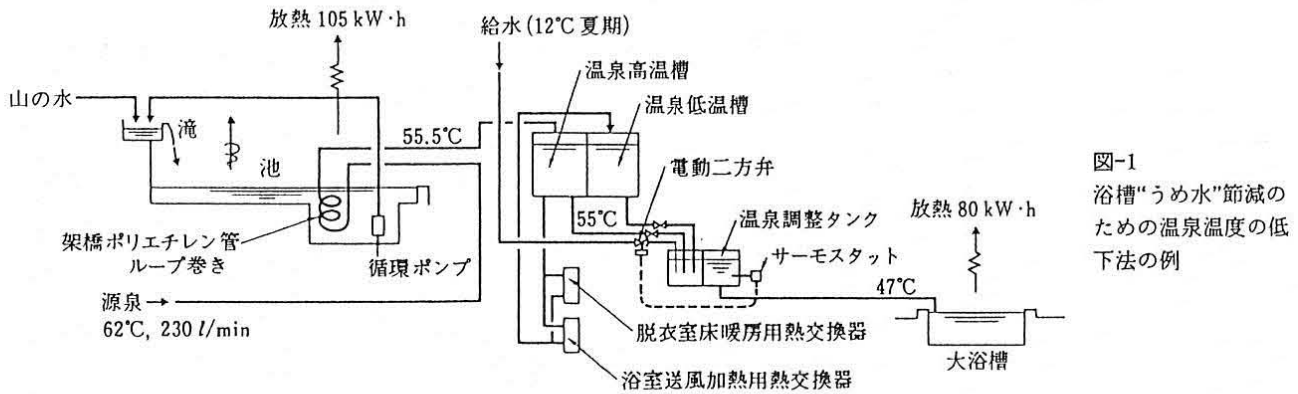 放熱 105 kW·h
給水 (12℃ 夏期)
温泉高温槽
温泉低温槽
山の水
滝
池
55.5℃
電動二方弁
55℃
温泉調整タンク
サーモスタット
放熱 80 kW·h
架橋ポリエチレン管
ループ巻き
循環ポンプ
源泉
62℃, 230 l/min
47℃
脱衣室床暖房用熱交換器
浴室送風加熱用熱交換器
大浴槽
図-1
浴槽“うめ水”節減の
ための温泉温度の低
下法の例